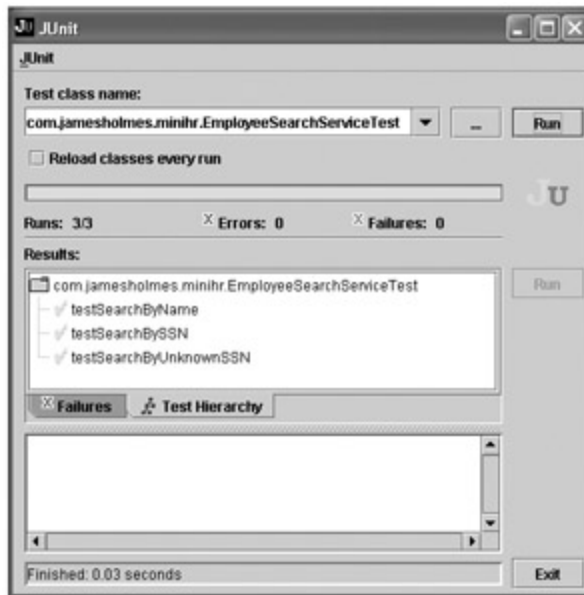 JU JUnit
JUnit
Test class name:
com.jamesholmes.minihr.EmployeeSearchServiceTest ... Run
Reload classes every run
JU
Runs: 3/3 X Errors: 0 X Failures: 0
Results:
com.jamesholmes.minihr.EmployeeSearchServiceTest Run
testSearchByName
testSearchBySSN
testSearchByUnknownSSN
X Failures Test Hierarchy
Finished: 0.03 seconds Exit